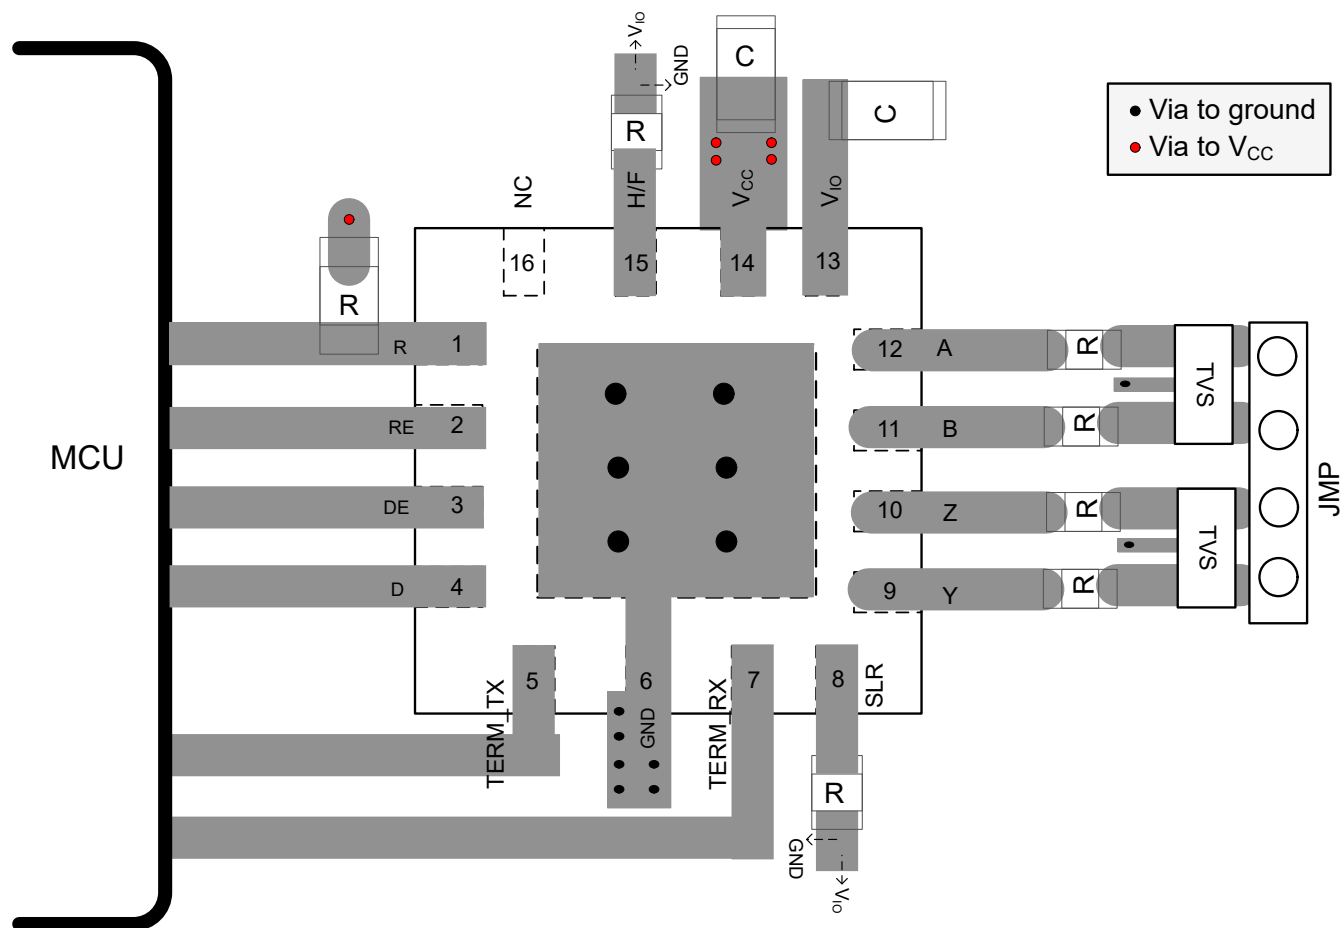 V_IO
GND
C
C
R
Via to ground
Via to V_CC
NC
H/F
V_CC
V_IO
16
15
14
13
R
R
1
12
A
R
TVS
RE
2
11
B
R
MCU
DE
3
10
Z
R
TVS
JMP
D
4
9
Y
R
TERM_TX
5
6
GND
TERM_RX
7
8
SLR
R
GND
V_IO